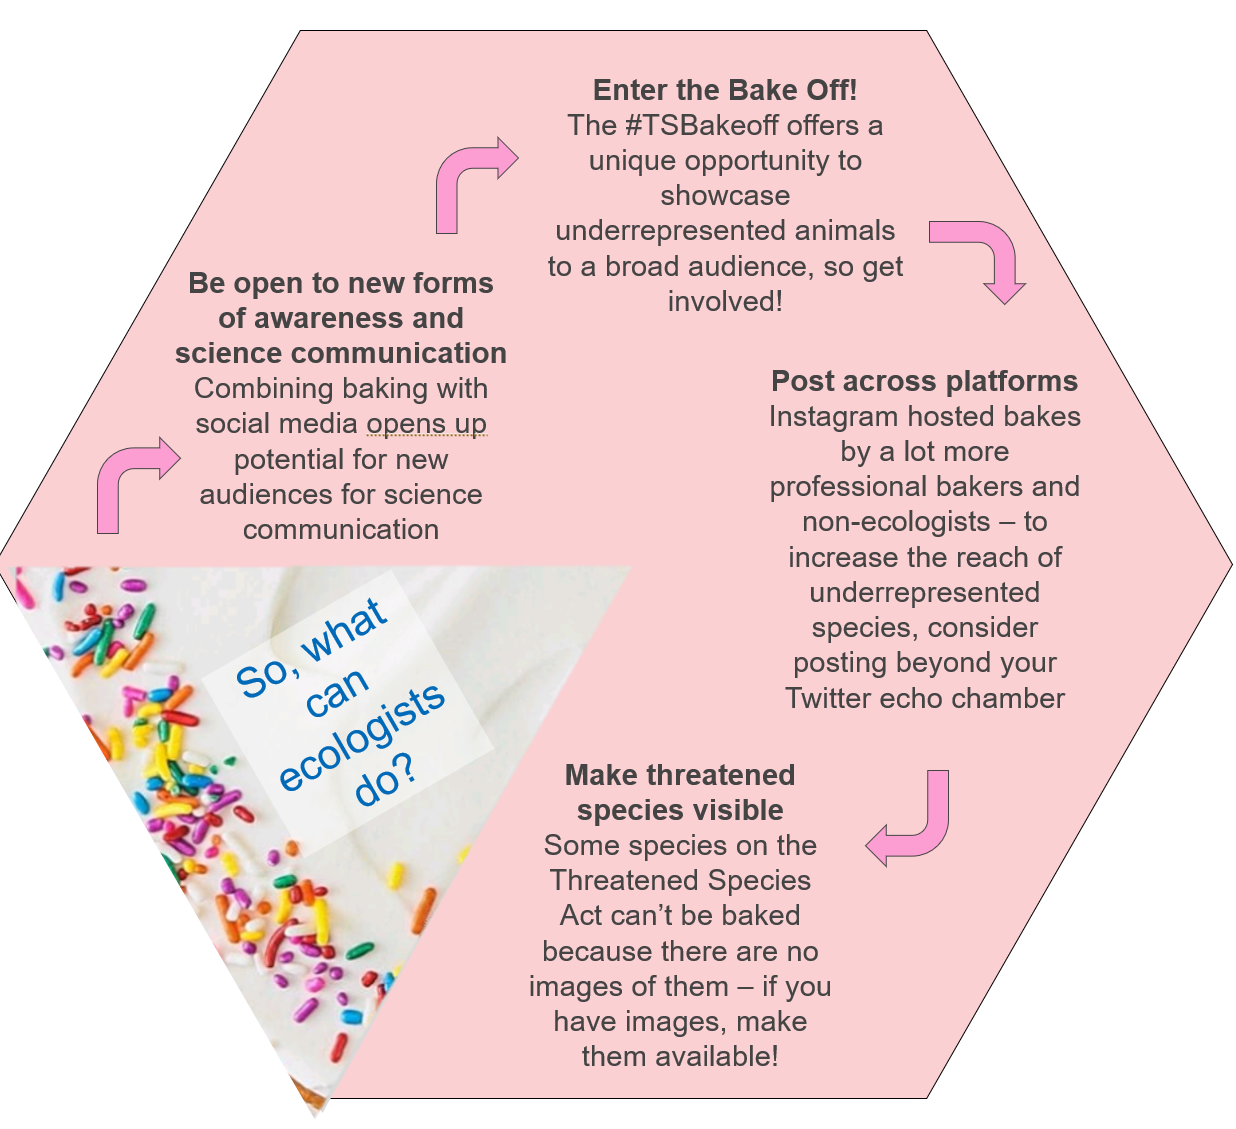 So, what
can
ecologists
do?
Be open to new forms
of awareness and
science communication
Combining baking with
social media opens up
potential for new
audiences for science
communication
Enter the Bake Off!
The #TSBakeoff offers a
unique opportunity to
showcase
underrepresented animals
to a broad audience, so get
involved!
Post across platforms
Instagram hosted bakes
by a lot more
professional bakers and
non-ecologists – to
increase the reach of
underrepresented
species, consider
posting beyond your
Twitter echo chamber
Make threatened
species visible
Some species on the
Threatened Species
Act can’t be baked
because there are no
images of them – if you
have images, make
them available!